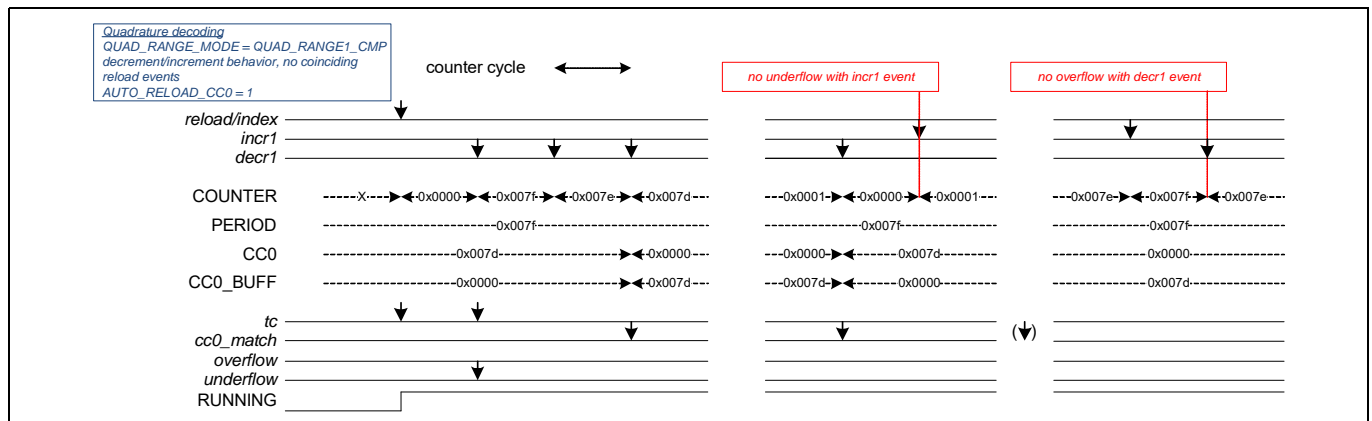 Quadrature decoding
QUAD_RANGE_MODE = QUAD_RANGE1_CMP
decrement/increment behavior, no coinciding
reload events
AUTO_RELOAD_CC0 = 1
counter cycle
no underflow with incr1 event
no overflow with decr1 event
reload/index
incr1
decr1
COUNTER X 0x0000 0x007f 0x007e 0x007d 0x0001 0x0000 0x0001 0x007e 0x007f 0x007e
PERIOD 0x007f 0x007f 0x007f
CC0 0x007d 0x0000 0x0000 0x007d 0x0000
CC0_BUFF 0x0000 0x007d 0x007d 0x0000 0x007d
tc
( )
cc0_match
overflow
underflow
RUNNING